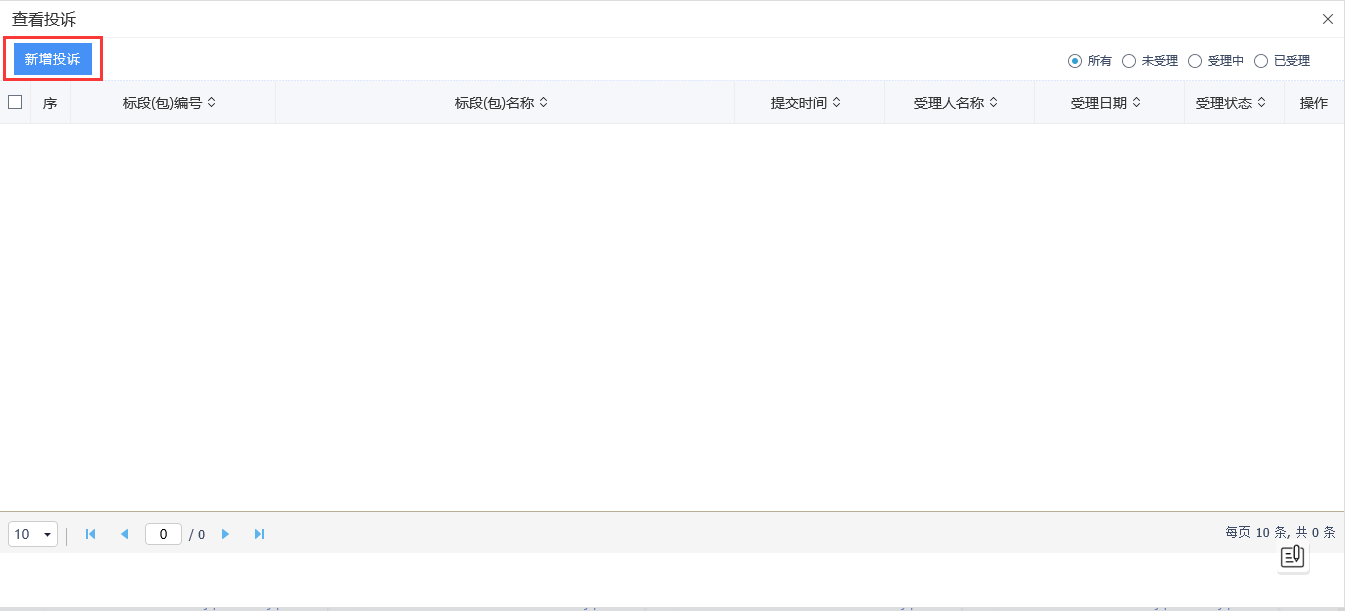 查看投诉
新增投诉
所有 未受理 受理中 已受理
序 标段(包)编号 标段(包)名称 提交时间 受理人名称 受理日期 受理状态 操作
10 0 / 0 每页 10 条, 共 0 条